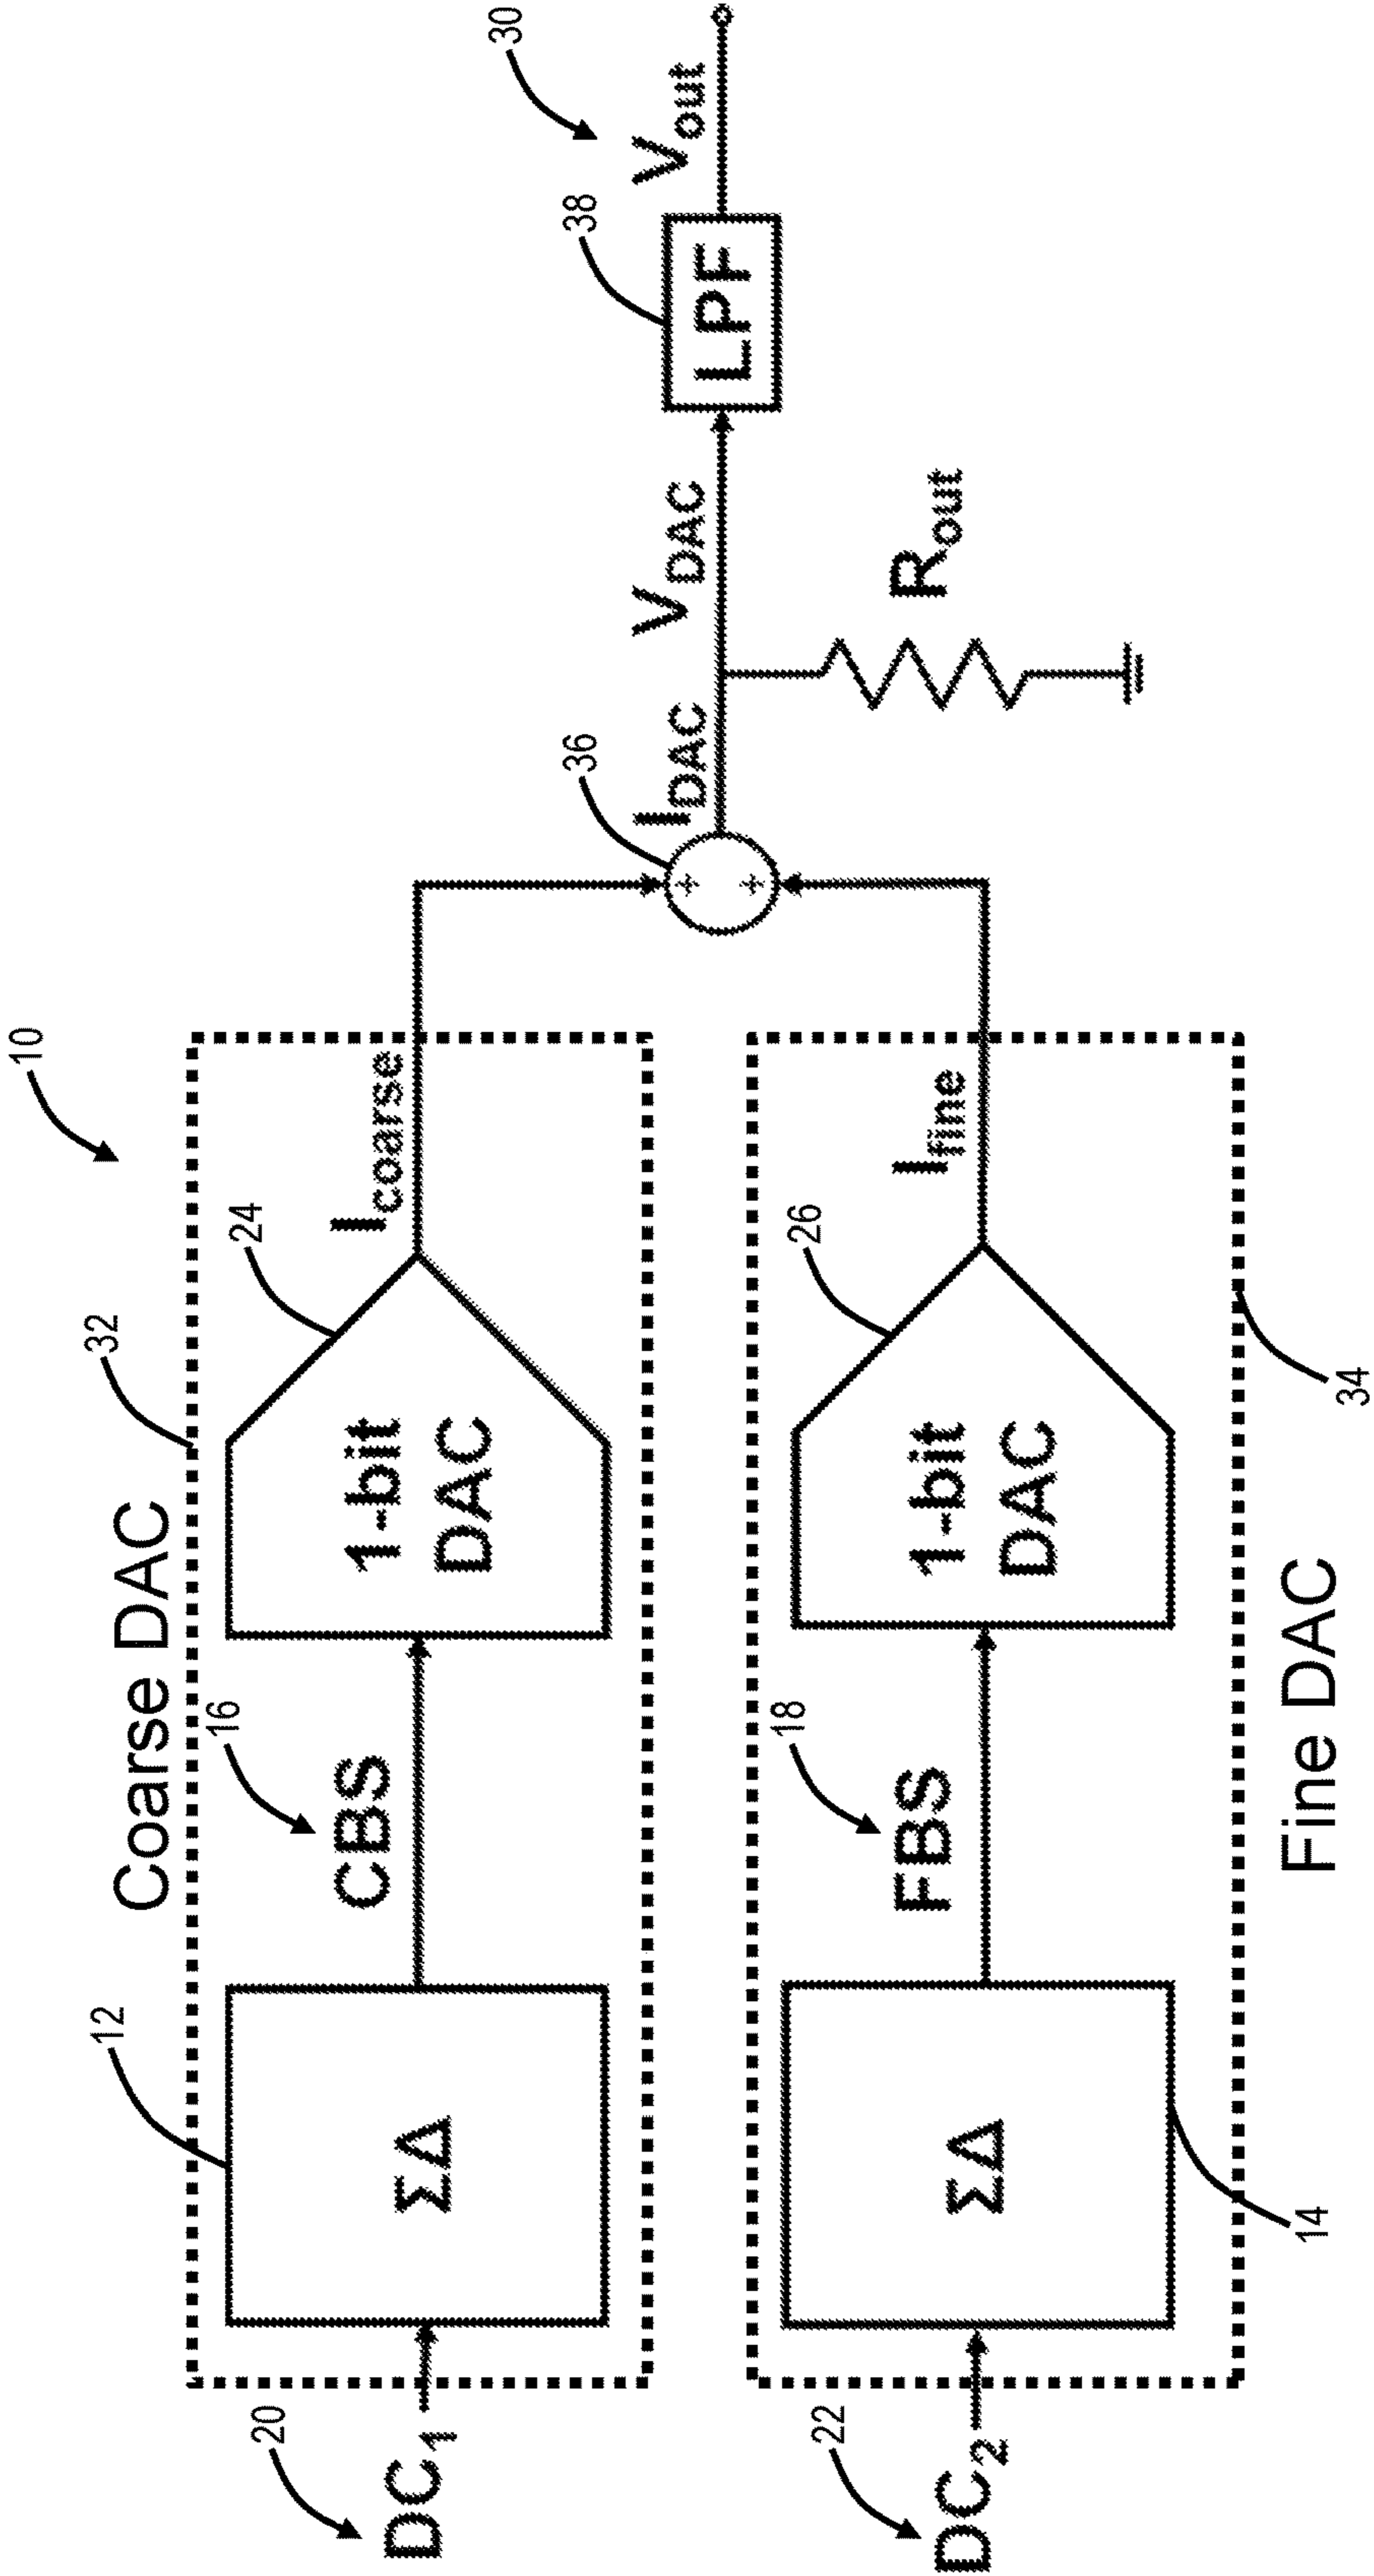 10
Coarse DAC
32
20
DC1
12
ΣΔ
16
CBS
24
1-bit
DAC
Icoarse
22
DC2
14
ΣΔ
18
FBS
26
1-bit
DAC
Ifine
34
Fine DAC
36
+
+
IDAC
VDAC
Rout
38
LPF
30
Vout